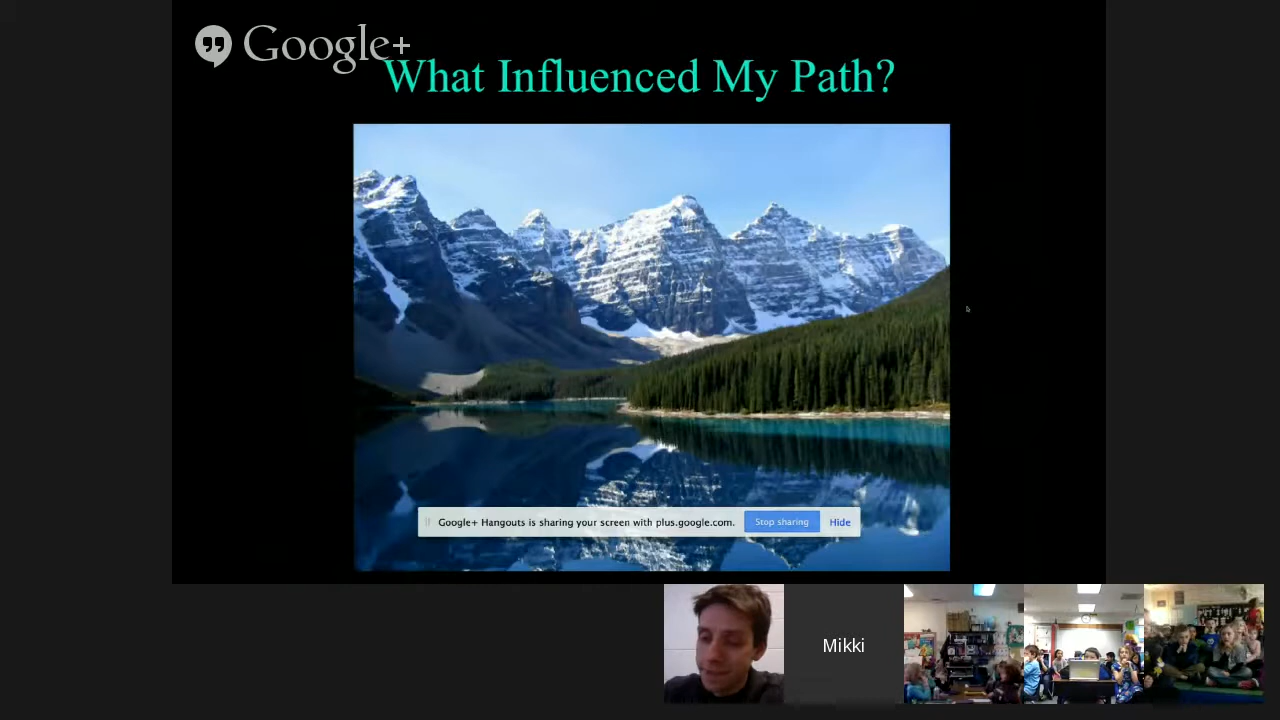 Google+
What Influenced My Path?
Google+ Hangouts is sharing your screen with plus.google.com. Stop sharing Hide
Mikki